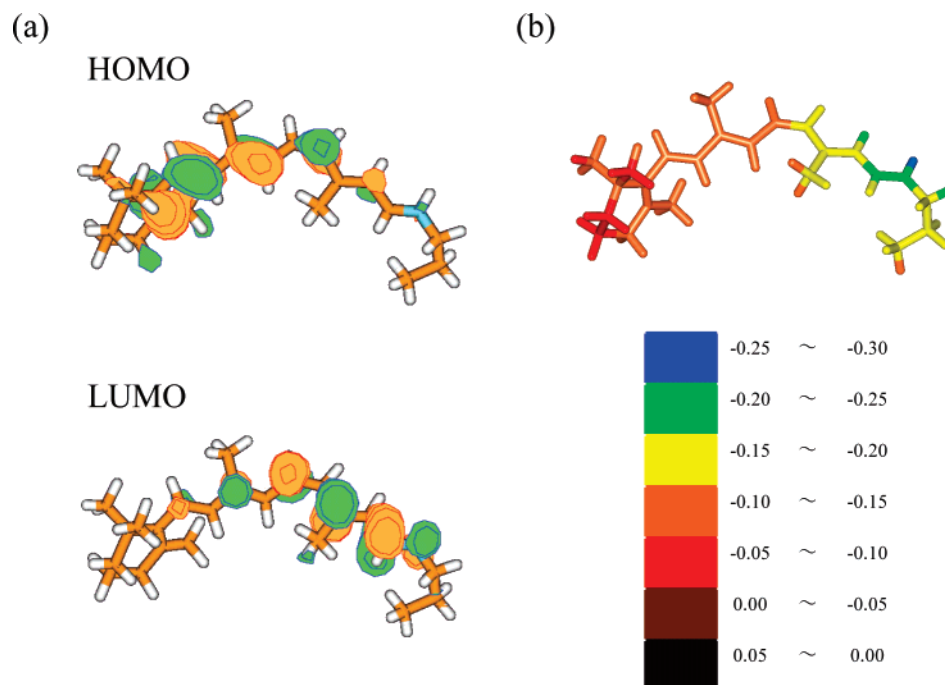 (a)
HOMO
LUMO
(b)
-0.25 ~ -0.30
-0.20 ~ -0.25
-0.15 ~ -0.20
-0.10 ~ -0.15
-0.05 ~ -0.10
0.00 ~ -0.05
0.05 ~ 0.00